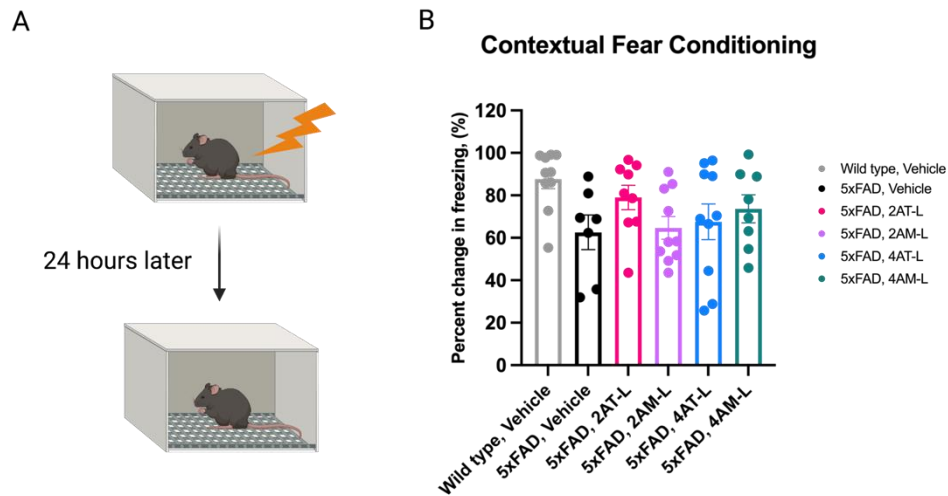 A
24 hours later
B
Contextual Fear Conditioning
Percent change in freezing, (%)
120
100
80
60
40
20
0
Wild type, Vehicle
5xFAD, Vehicle
5xFAD, 2AT-L
5xFAD, 2AM-L
5xFAD, 4AT-L
5xFAD, 4AM-L
Wild type, Vehicle
5xFAD, Vehicle
5xFAD, 2AT-L
5xFAD, 2AM-L
5xFAD, 4AT-L
5xFAD, 4AM-L